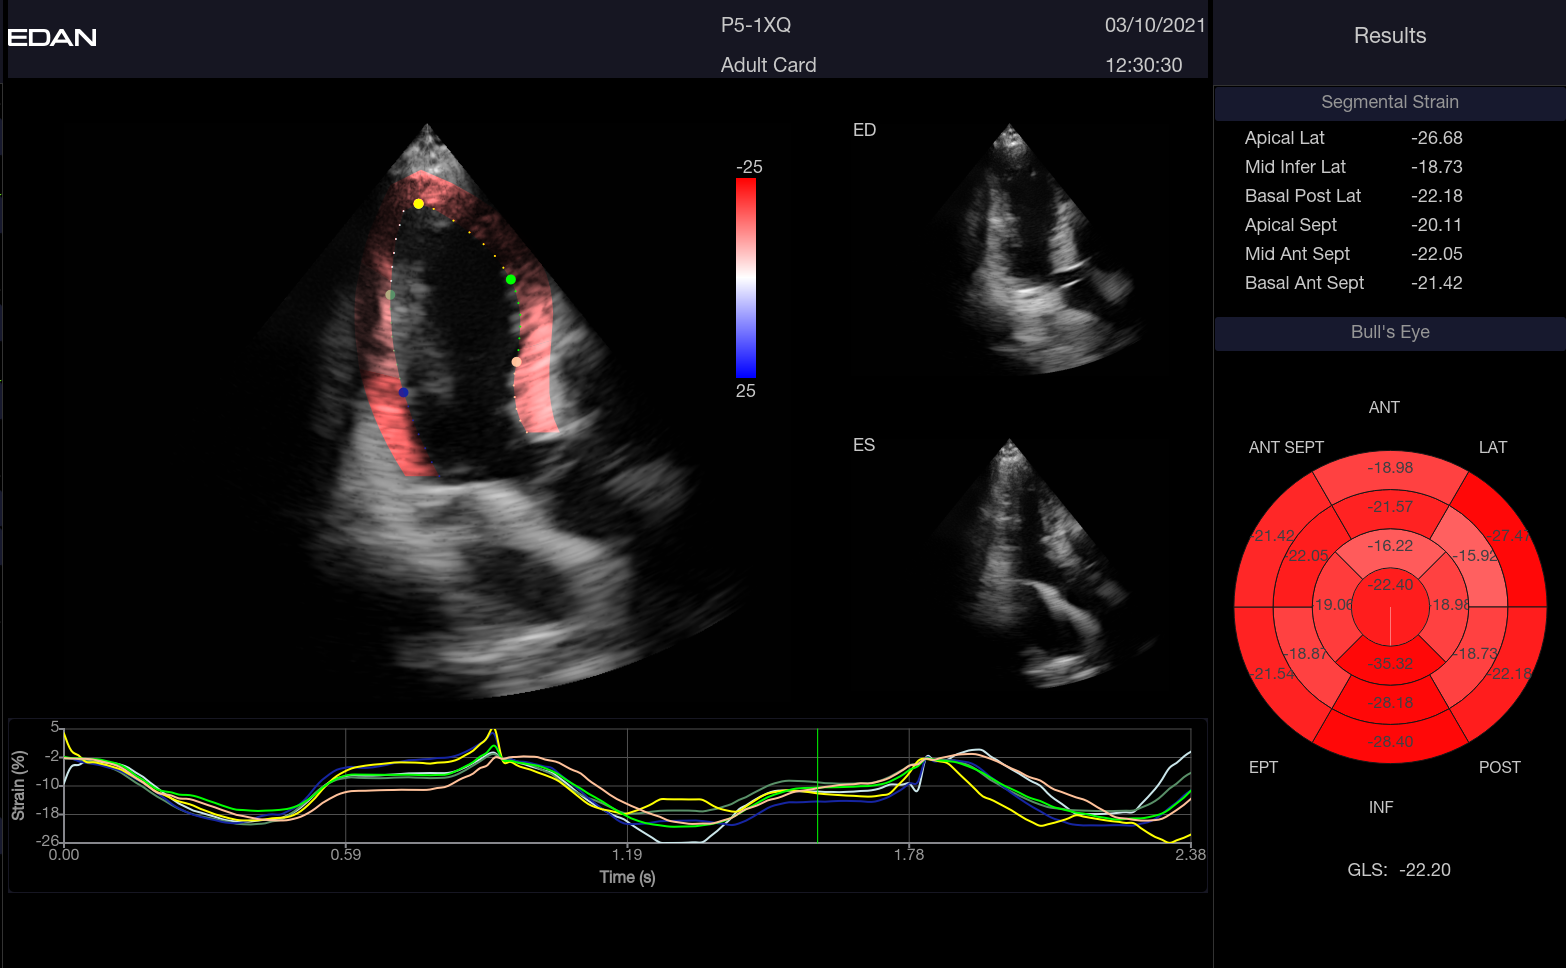 EDAN
P5-1XQ
03/10/2021
Adult Card
12:30:30
Results
Segmental Strain
Apical Lat -26.68
Mid Infer Lat -18.73
Basal Post Lat -22.18
Apical Sept -20.11
Mid Ant Sept -22.05
Basal Ant Sept -21.42
Bull's Eye
ED
-25
25
ES
ANT
ANT SEPT
LAT
-18.98
-21.57
-21.42
-27.47
-16.22
-22.05
-15.92
-22.40
19.06
18.98
-18.87
-18.73
-35.32
-21.54
-22.18
-28.18
-28.40
EPT
POST
INF
GLS: -22.20
Strain (%)
5
-2
-10
-18
-26
0.00
0.59
1.19
1.78
2.38
Time (s)